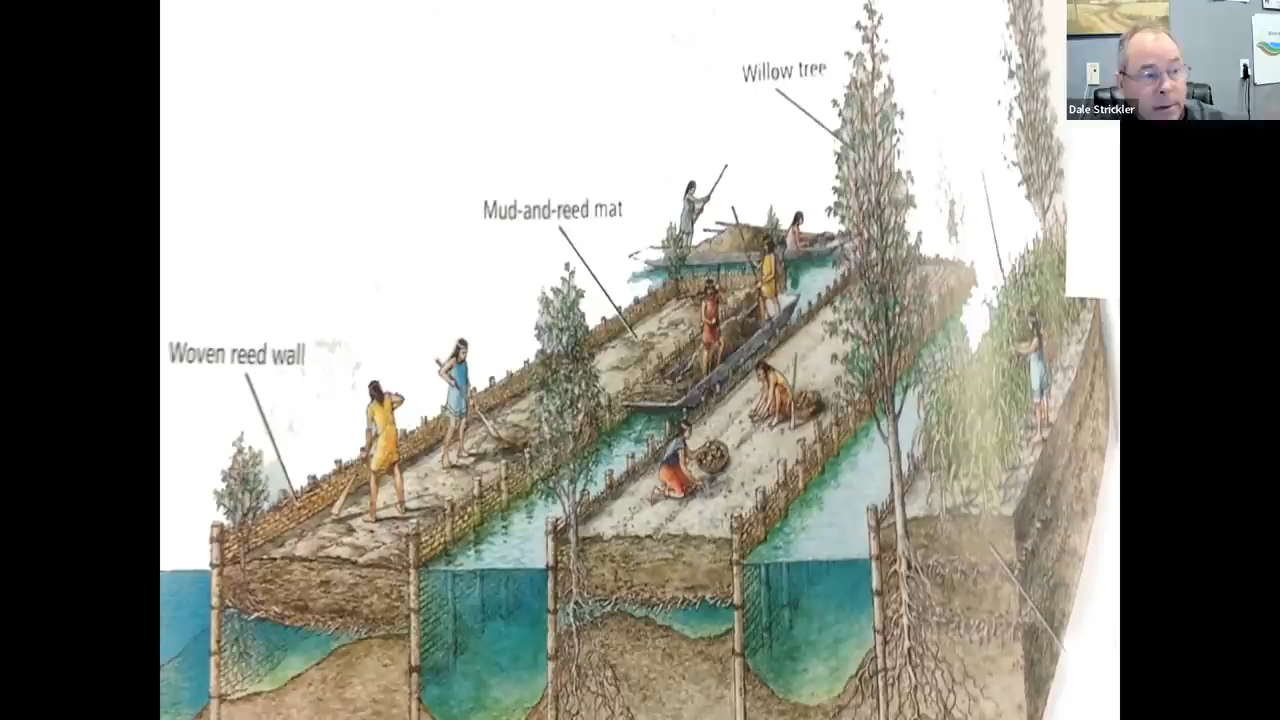 Willow tree
Dale Strickler
Mud-and-reed mat
Woven reed wall